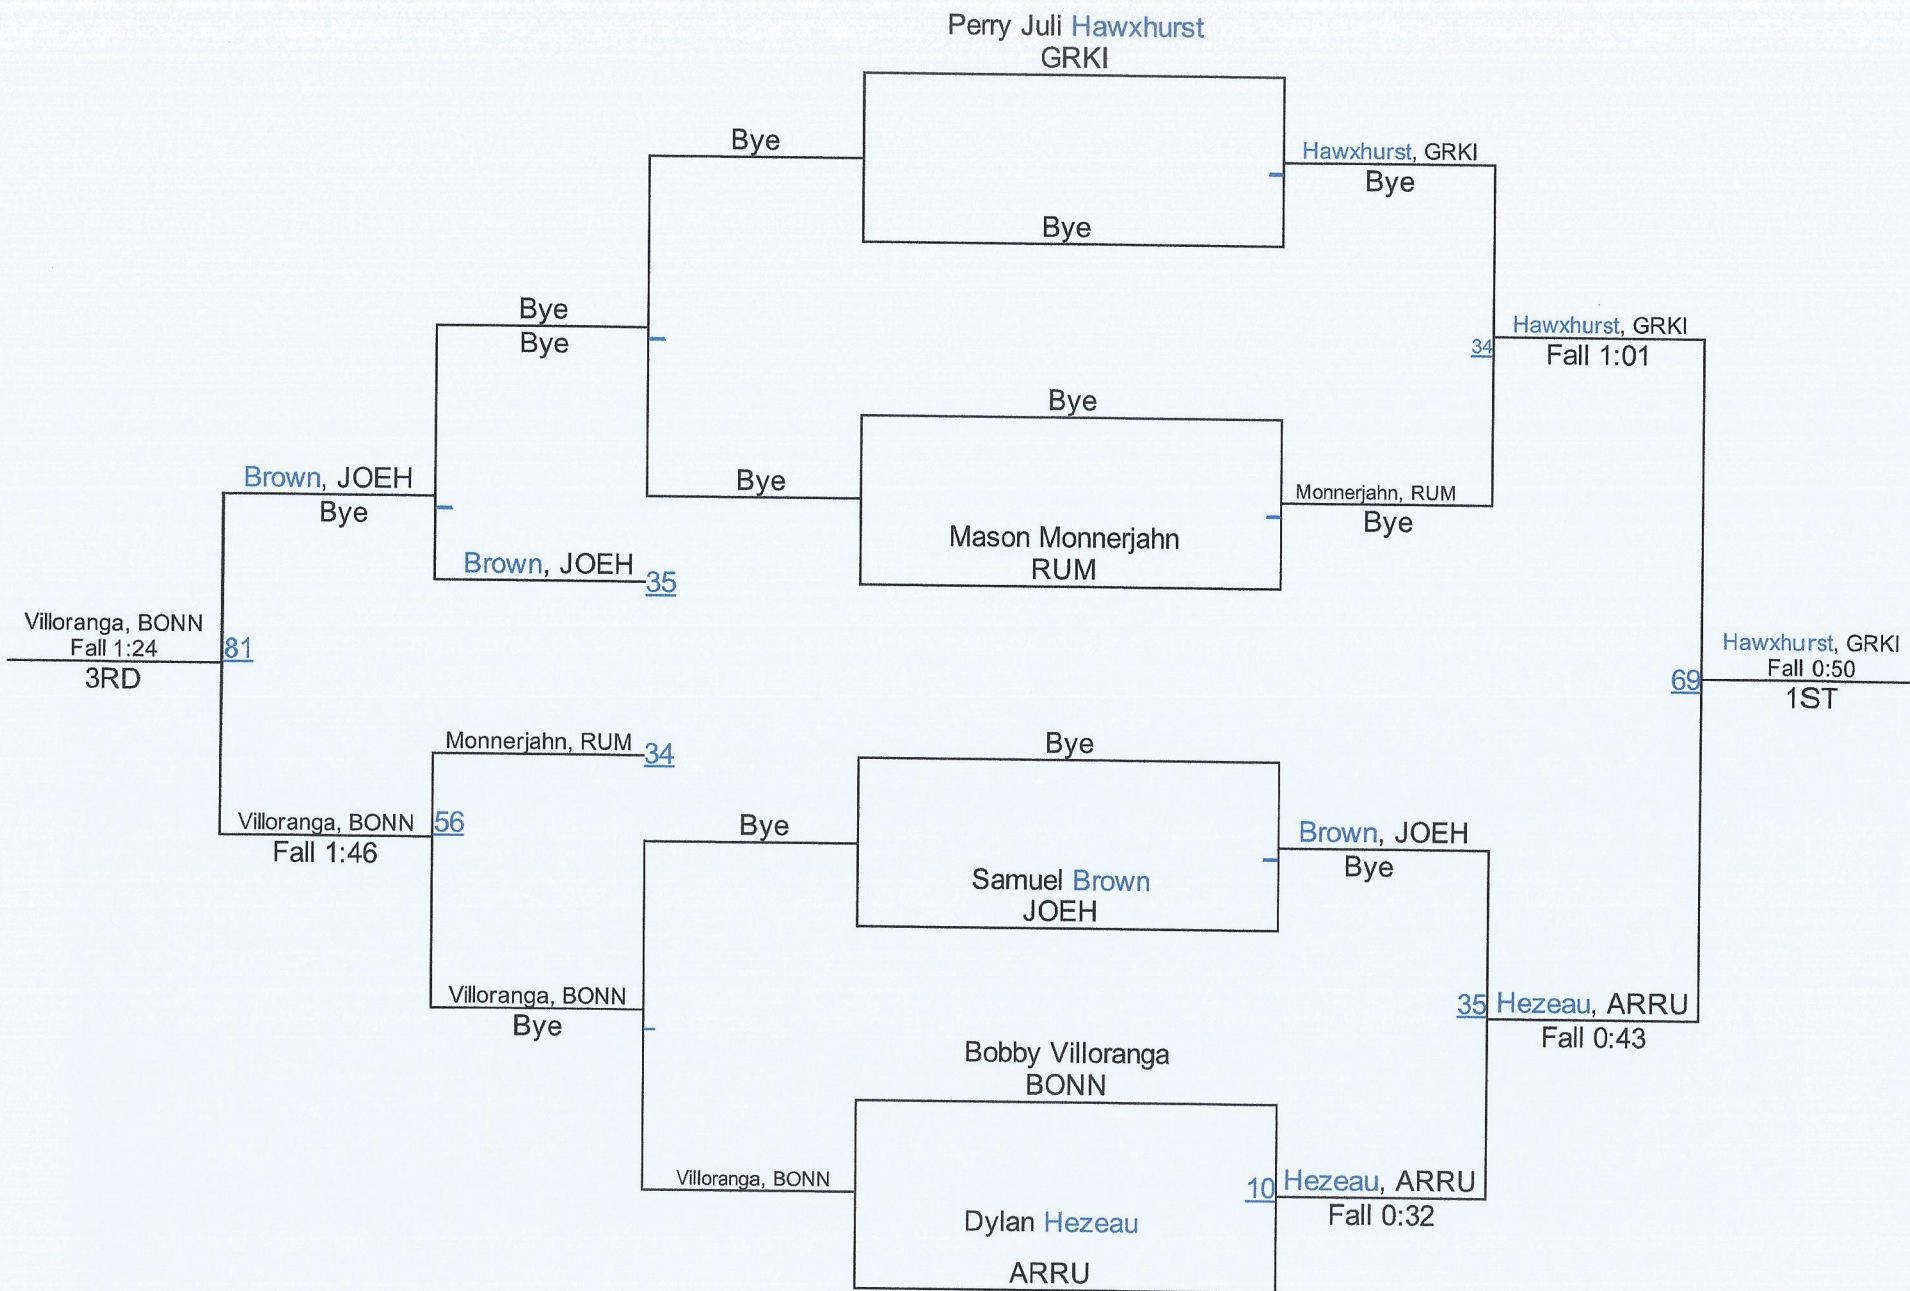 Perry Juli Hawxhurst
GRKI
Bye
Hawxhurst, GRKI
Bye
Bye
Bye
Bye
Hawxhurst, GRKI
34
Fall 1:01
Bye
Brown, JOEH
Bye
Bye
Monnerjahn, RUM
Bye
Mason Monnerjahn
RUM
Brown, JOEH
35
Villoranga, BONN
Fall 1:24
81
3RD
Hawxhurst, GRKI
Fall 0:50
69
1ST
Monnerjahn, RUM
34
Bye
Villoranga, BONN
56
Fall 1:46
Bye
Brown, JOEH
Bye
Samuel Brown
JOEH
Villoranga, BONN
Bye
35
Hezeau, ARRU
Fall 0:43
Bobby Villoranga
BONN
Villoranga, BONN
10
Hezeau, ARRU
Fall 0:32
Dylan Hezeau
ARRU